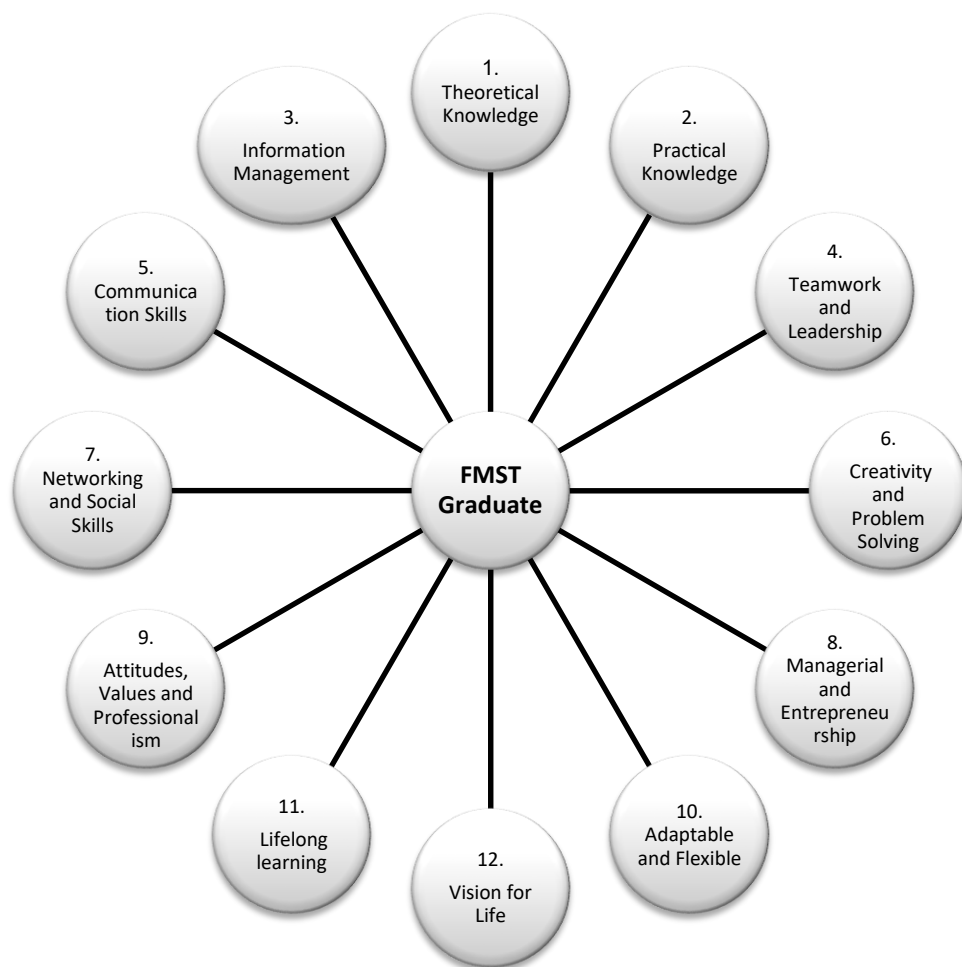 1.
Theoretical
Knowledge
2.
Practical
Knowledge
3.
Information
Management
4.
Teamwork
and
Leadership
5.
Communica
tion Skills
6.
Creativity
and
Problem
Solving
7.
Networking
and Social
Skills
FMST
Graduate
8.
Managerial
and
Entrepreneu
rship
9.
Attitudes,
Values and
Professional
ism
10.
Adaptable
and Flexible
11.
Lifelong
learning
12.
Vision for
Life